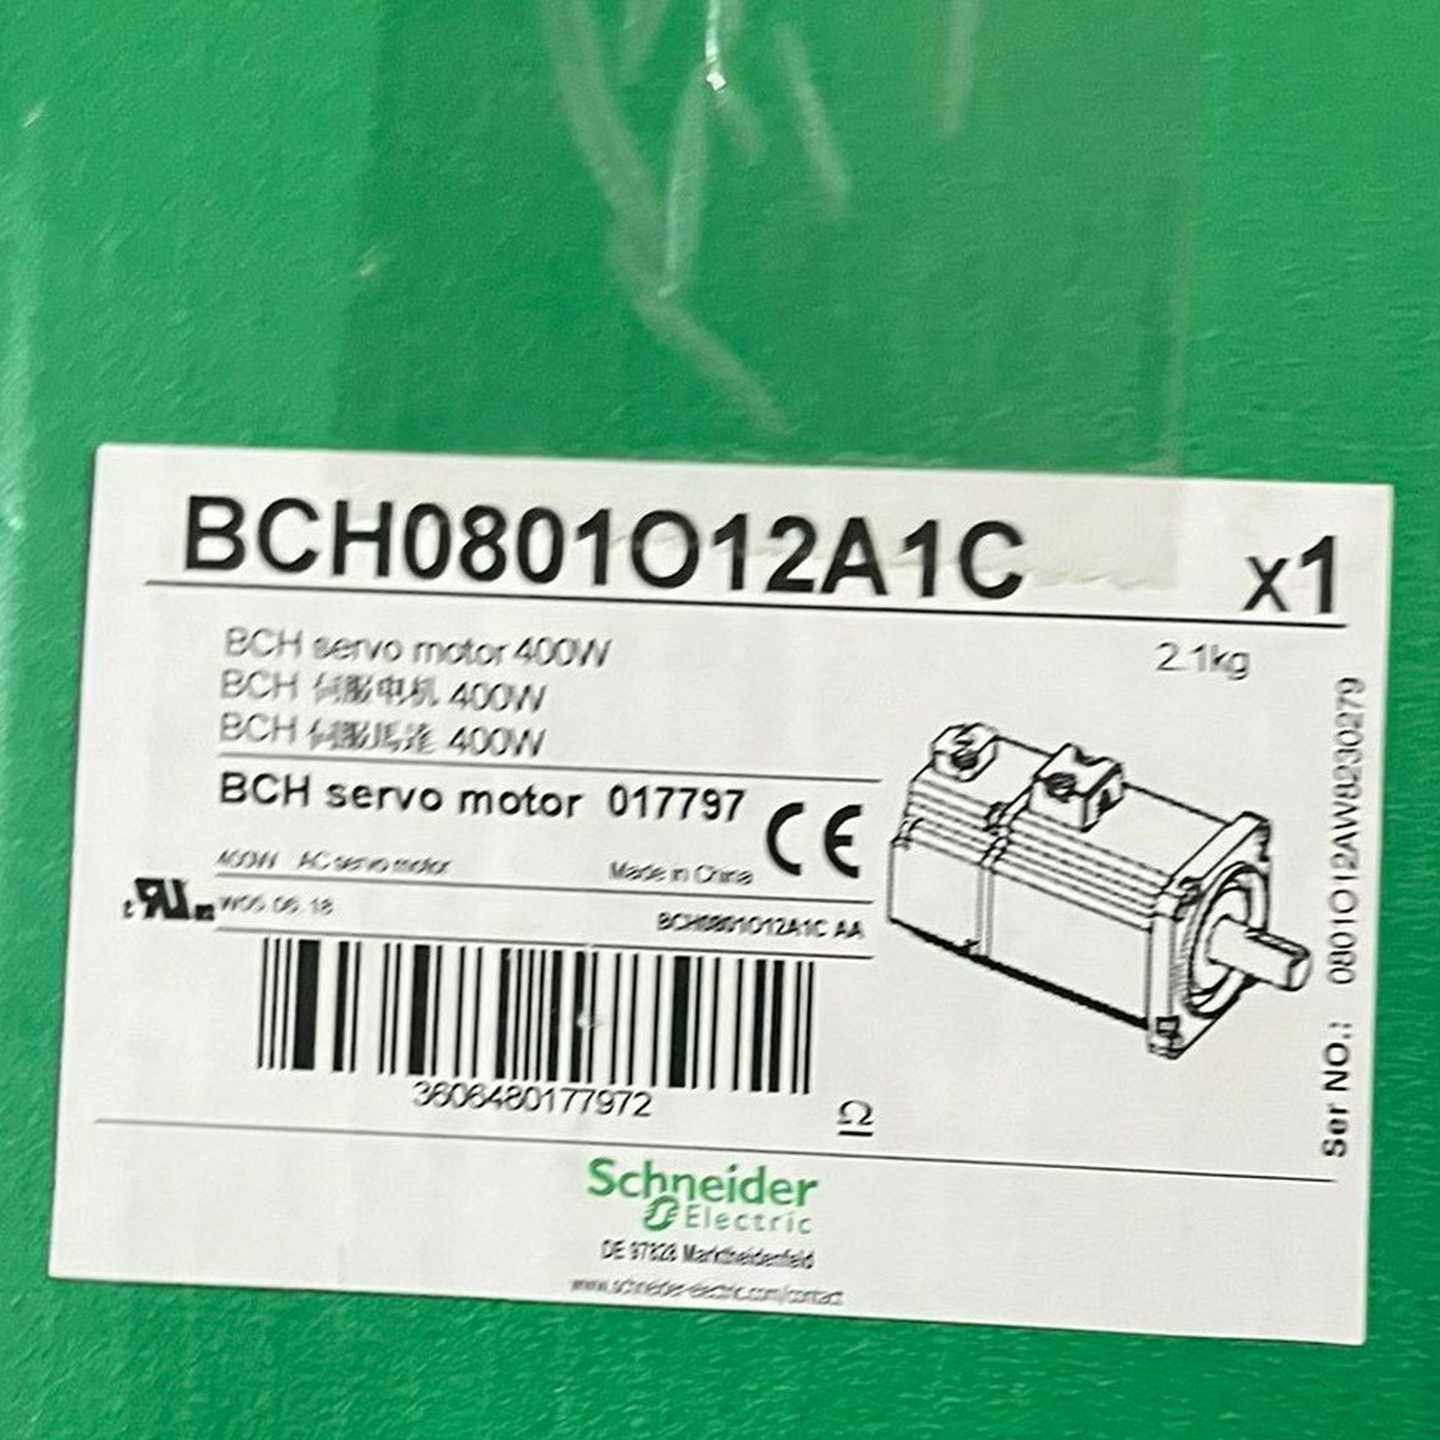 BCH0801O12A1C x1
BCH servo motor 400W 2.1kg
BCH 伺服电机 400W
BCH 伺服馬達 400W
BCH servo motor 017797 CE
400W AC servo motor Made in China
W05.06.18 BCH0801O12A1C AA
3606480177972
Ser NO.: 0801O12AW8230279
Schneider
Electric
DE 97828 Marktheidenfeld
www.schneider-electric.com/contact